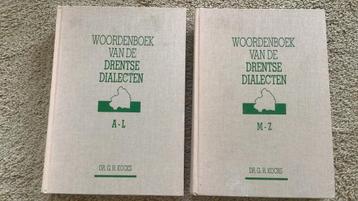 WOORDENBOEK
VAN DE
DRENTSE
DIALECTEN
A-L
DR. G. H. KOCKS
WOORDENBOEK
VAN DE
DRENTSE
DIALECTEN
M-Z
DR. G. H. KOCKS